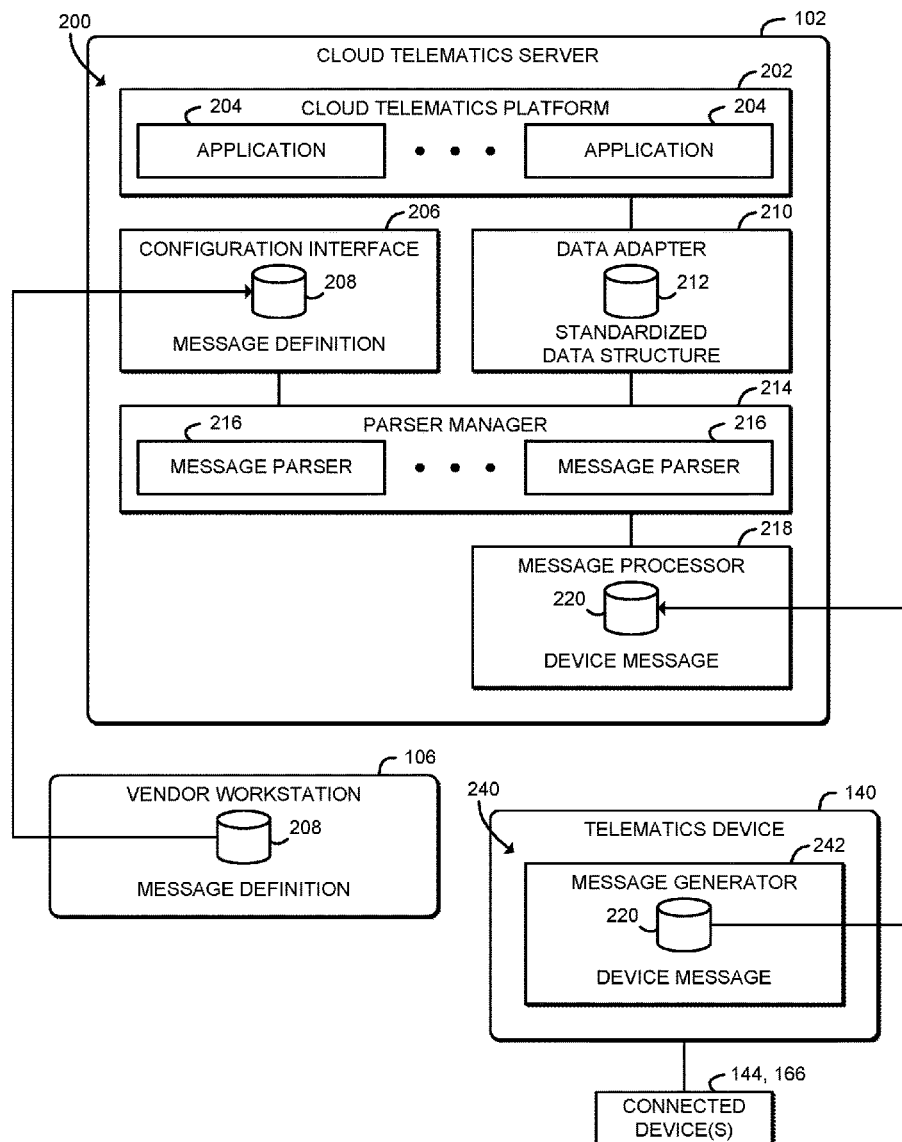 200
102
CLOUD TELEMATICS SERVER
202
CLOUD TELEMATICS PLATFORM
204
204
APPLICATION
APPLICATION
206
210
CONFIGURATION INTERFACE
DATA ADAPTER
208
212
MESSAGE DEFINITION
STANDARDIZED
DATA STRUCTURE
214
PARSER MANAGER
216
216
MESSAGE PARSER
MESSAGE PARSER
218
MESSAGE PROCESSOR
220
DEVICE MESSAGE
106
VENDOR WORKSTATION
208
MESSAGE DEFINITION
240
140
TELEMATICS DEVICE
242
MESSAGE GENERATOR
220
DEVICE MESSAGE
144, 166
CONNECTED
DEVICE(S)